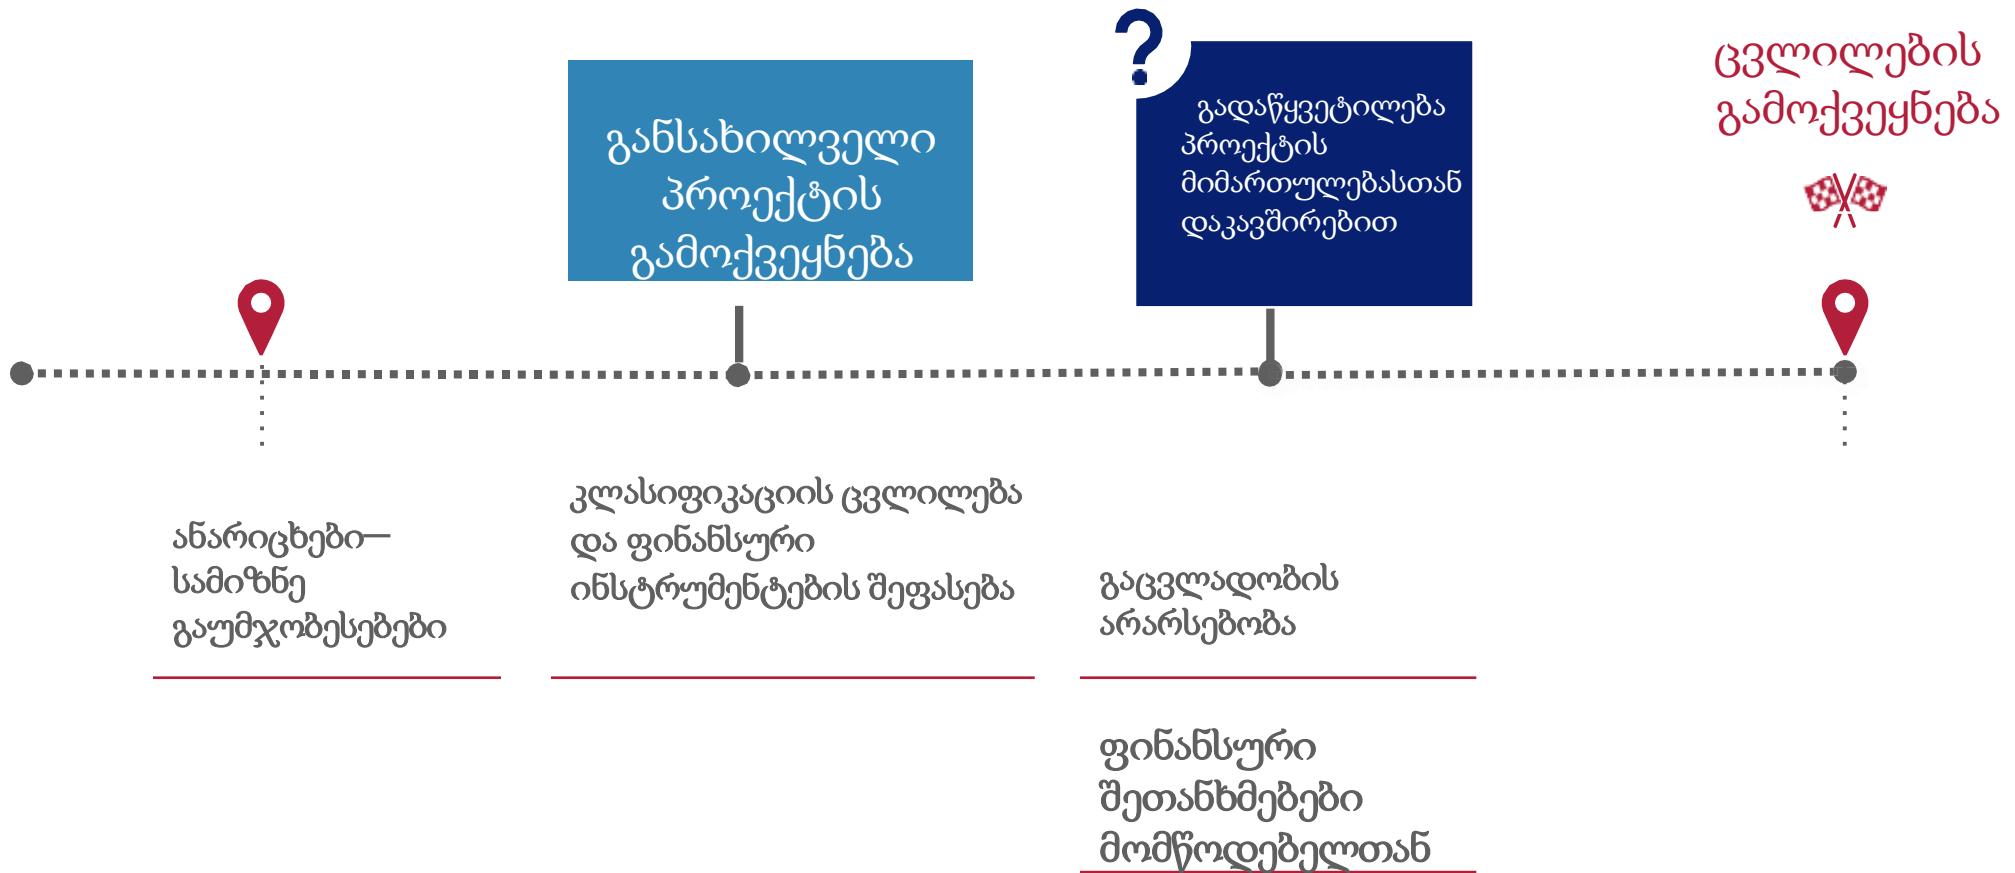 განსახილველი
პროექტის
გამოქვეყნება
?
გადაწყვეტილება
პროექტის
მიმართულებასთან
დაკავშირებით
ცვლილების
გამოქვეყნება
ანარიცხები—
სამიზნე
გაუმჯობესებები
კლასიფიკაციის ცვლილება
და ფინანსური
ინსტრუმენტების შეფასება
გაცვლადობის
არარსებობა
ფინანსური
შეთანხმებები
მომწოდებელთან